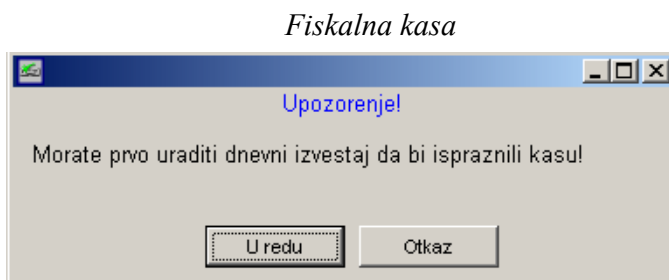 Fiskalna kasa
Upozorenje!
Morate prvo uraditi dnevni izvestaj da bi ispraznili kasu!
U redu
Otkaz